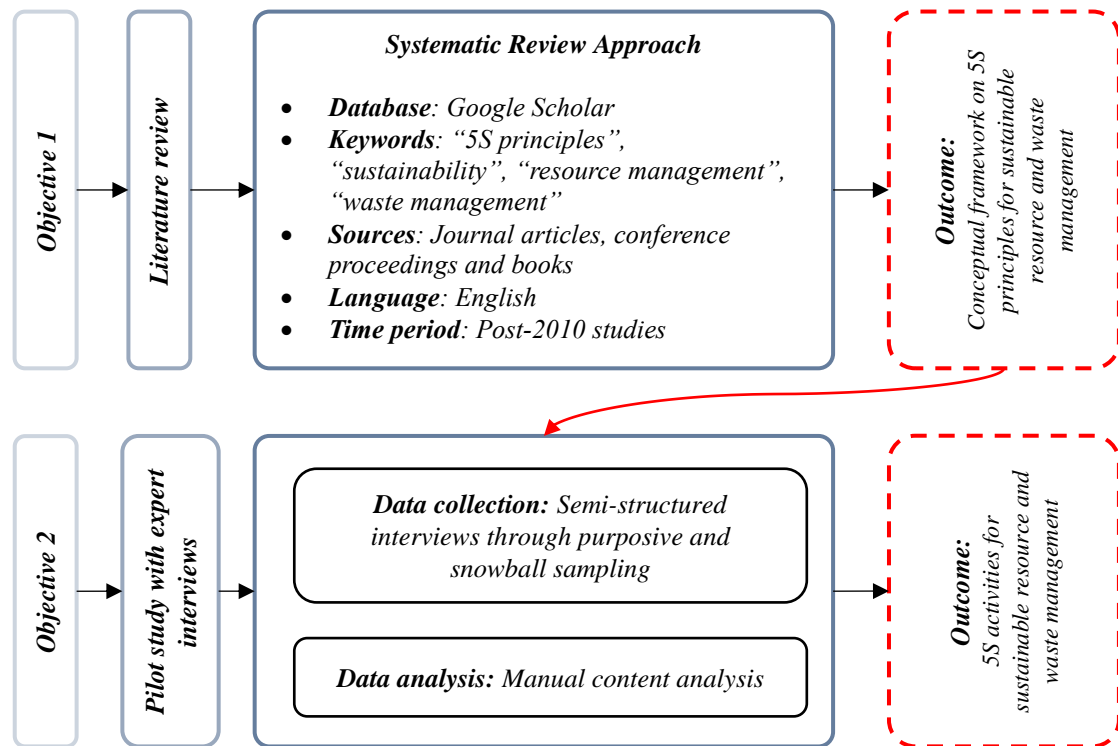 Objective 1
Literature review
Systematic Review Approach
• Database: Google Scholar
• Keywords: “5S principles”,
“sustainability”, “resource management”,
“waste management”
• Sources: Journal articles, conference
proceedings and books
• Language: English
• Time period: Post-2010 studies
Outcome:
Conceptual framework on 5S
principles for sustainable
resource and waste
management
Objective 2
Pilot study with expert
interviews
Data collection: Semi-structured
interviews through purposive and
snowball sampling
Data analysis: Manual content analysis
Outcome:
5S activities for
sustainable resource and
waste management